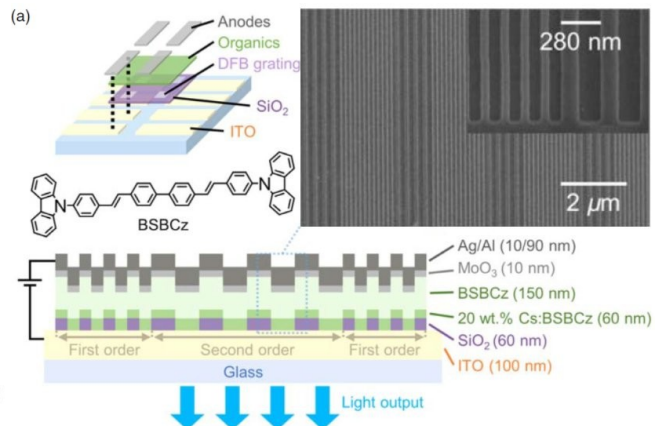 (a)
Anodes
Organics
DFB grating
SiO₂
ITO
280 nm
2 µm
N
N
BSBCz
Ag/Al (10/90 nm)
MoO₃ (10 nm)
BSBCz (150 nm)
20 wt.% Cs:BSBCz (60 nm)
SiO₂ (60 nm)
ITO (100 nm)
First order
Second order
First order
Glass
Light output